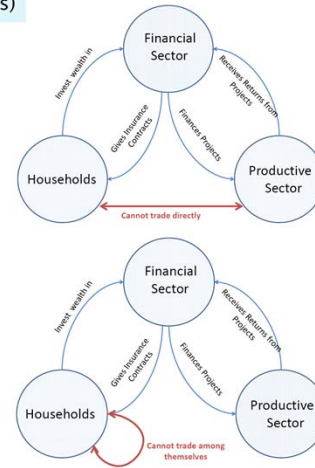 s)
Financial
Sector
Invest wealth in
Gives Insurance
Contracts
Finances Projects
Receives Returns from
Projects
Households
Productive
Sector
Cannot trade directly
Financial
Sector
Invest wealth in
Gives Insurance
Contracts
Finances Projects
Receives Returns from
Projects
Households
Productive
Sector
Cannot trade among
themselves